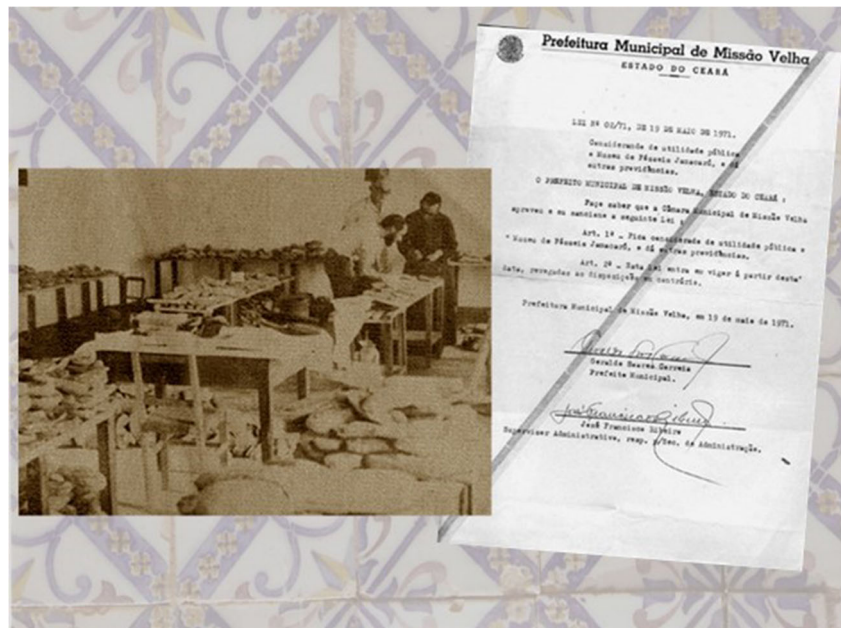 Prefeitura Municipal de Missão Velha
ESTADO DO CEARÁ
LEI Nº 02/71, DE 19 DE MAIO DE 1971.
Considerando de utilidade pública
o Museu de Fósseis Jamacarú, e dá
outras providências.
O PREFEITO MUNICIPAL DE MISSÃO VELHA, ESTADO DO CEARÁ :
Faço saber que a Câmara Municipal de Missão Velha
aprovou e eu sanciono a seguinte Lei :
Art. 1º - Fica considerada de utilidade pública o
" Museu de Fósseis Jamacarú, e dá outras providências.
Art. 2º - Esta Lei entra em vigor á partir desta
data, revogadas as disposições em contrário.
Prefeitura Municipal de Missão Velha, em 19 de maio de 1971.
Geraldo Soares Correia
Prefeito Municipal.
José Francisco Ribeiro
Supervisor Administrativo, resp. p/Sec. de Administração.